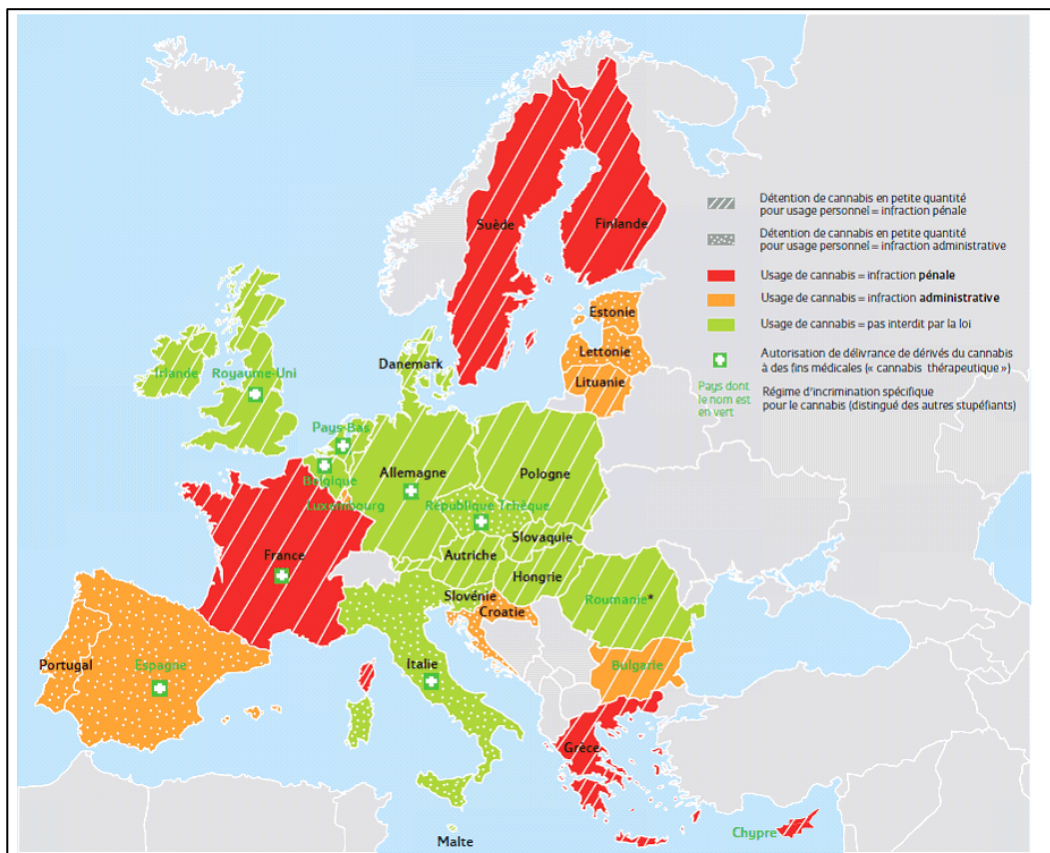 Suède
Finlande
Détention de cannabis en petite quantité
pour usage personnel = infraction pénale
Détention de cannabis en petite quantité
pour usage personnel = infraction administrative
Usage de cannabis = infraction pénale
Usage de cannabis = infraction administrative
Usage de cannabis = pas interdit par la loi
Autorisation de délivrance de dérivés du cannabis
à des fins médicales (« cannabis thérapeutique »)
Pays dont
le nom est
en vert
Régime d'incrimination spécifique
pour le cannabis (distingué des autres stupéfiants)
Estonie
Lettonie
Lituanie
Danemark
Irlande
Royaume-Uni
Pays-Bas
Belgique
Luxembourg
Allemagne
Pologne
République Tchèque
Slovaquie
Autriche
Hongrie
France
Slovénie
Croatie
Roumanie*
Bulgarie
Portugal
Espagne
Italie
Grèce
Malte
Chypre